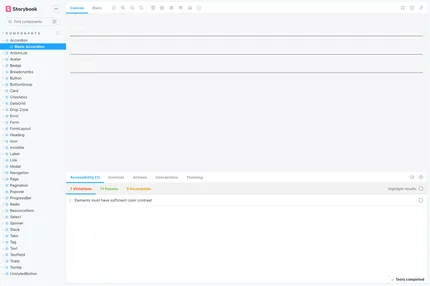 Storybook
Canvas
Docs
Find components
COMPONENTS
Accordion
Basic Accordion
ActionList
Avatar
Badge
Breadcrumbs
Button
ButtonGroup
Card
Checkbox
DataGrid
Drop Zone
Error
Form
FormLayout
Heading
Icon
Invisible
Label
Link
Modal
Navigation
Page
Pagination
Popover
ProgressBar
Radio
ResourceItem
Select
Spinner
Stack
Tabs
Tag
Text
TextField
Toast
ToolTip
UnstyledButton
Accessibility (1)
Controls
Actions
Interactions
Theming
1 Violations
11 Passes
0 Incomplete
Highlight results
Elements must have sufficient color contrast
Tests completed